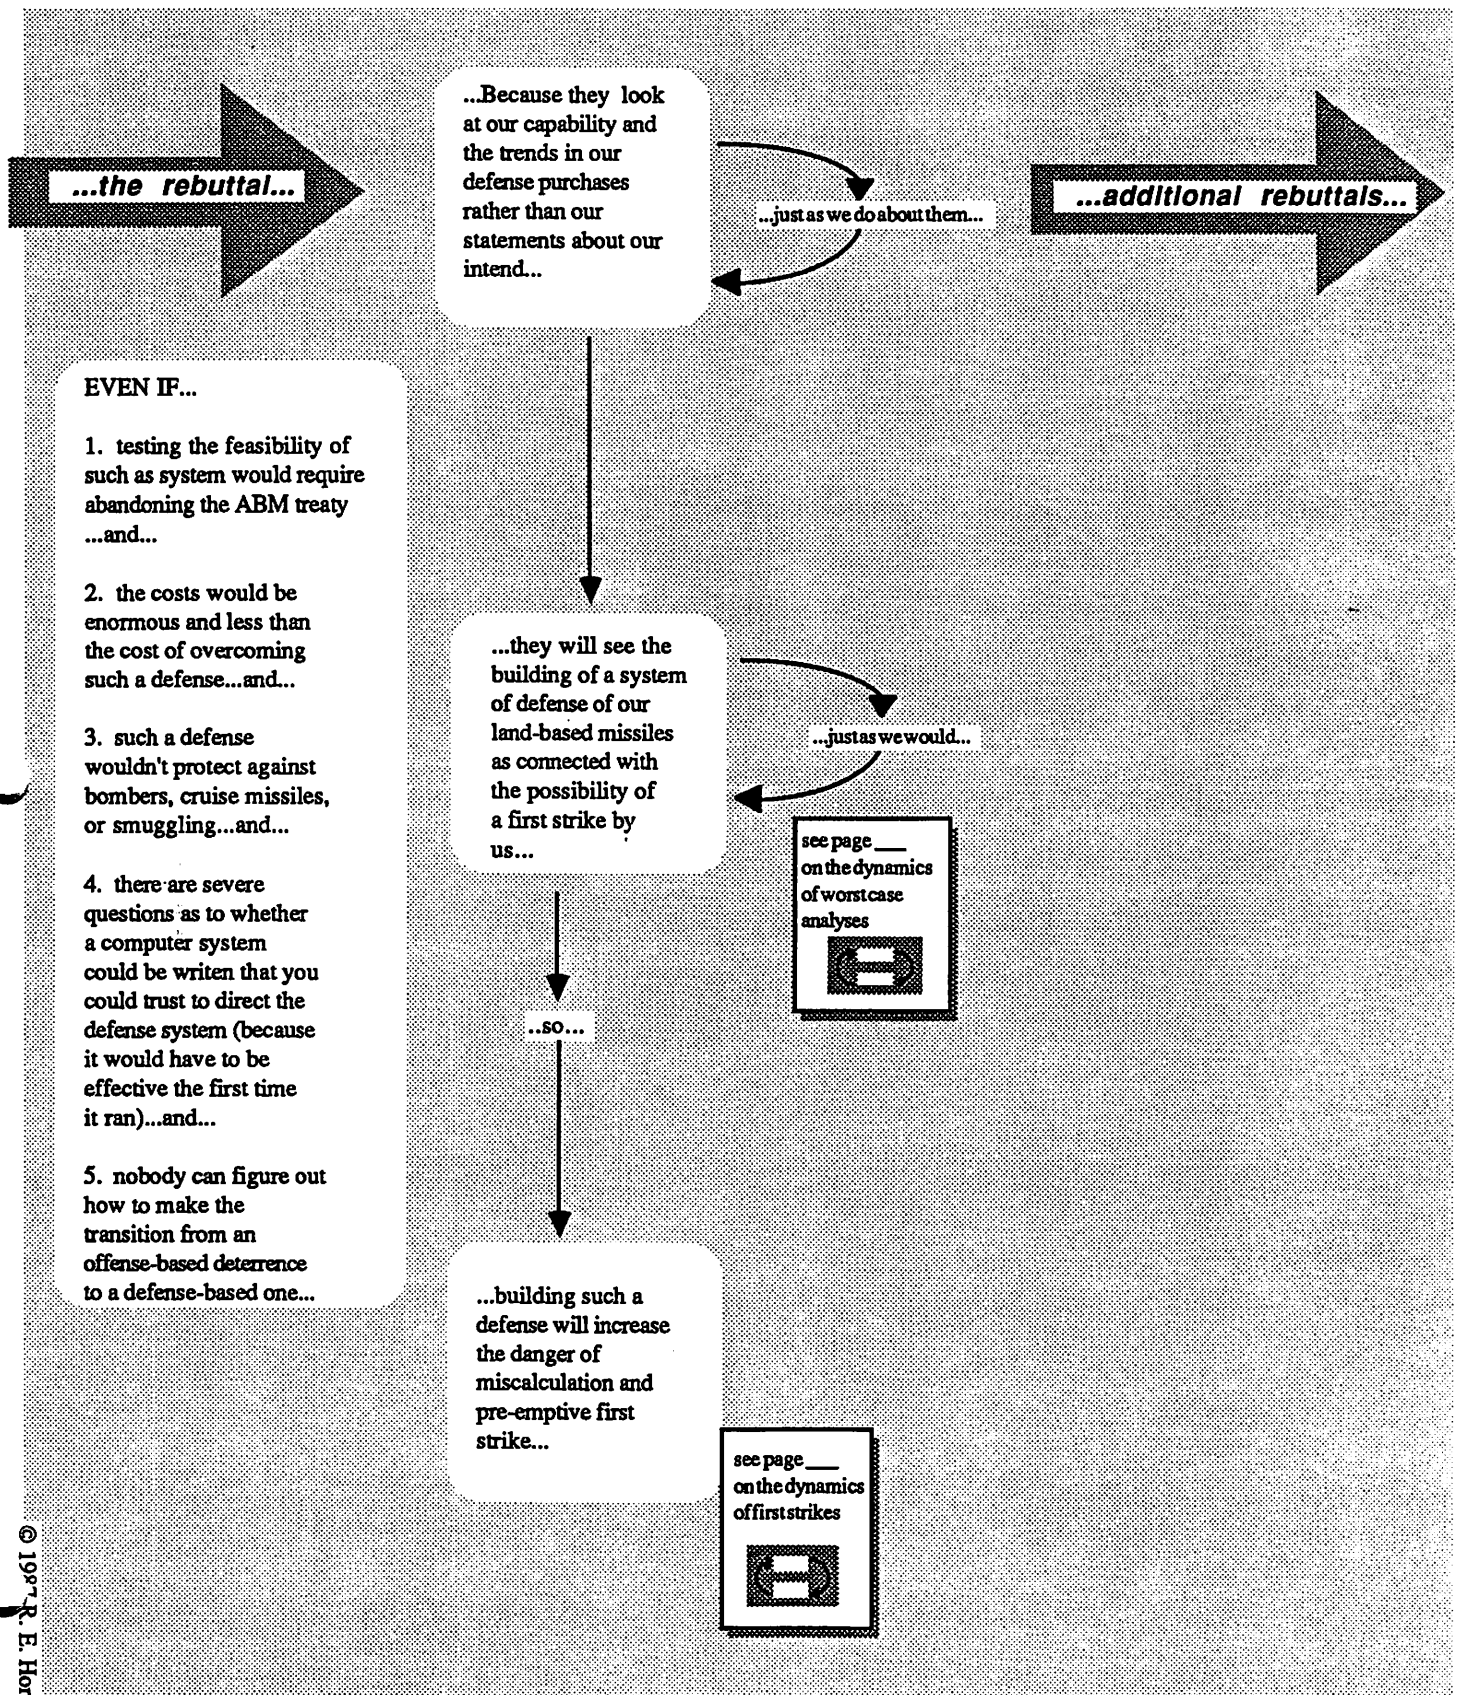 ...the rebuttal...
EVEN IF...
1. testing the feasibility of
such as system would require
abandoning the ABM treaty
...and...
2. the costs would be
enormous and less than
the cost of overcoming
such a defense...and...
3. such a defense
wouldn't protect against
bombers, cruise missiles,
or smuggling...and...
4. there are severe
questions as to whether
a computer system
could be writen that you
could trust to direct the
defense system (because
it would have to be
effective the first time
it ran)...and...
5. nobody can figure out
how to make the
transition from an
offense-based deterrence
to a defense-based one...
...Because they look
at our capability and
the trends in our
defense purchases
rather than our
statements about our
intend...
...just as we do about them...
...they will see the
building of a system
of defense of our
land-based missiles
as connected with
the possibility of
a first strike by
us...
...just as we would...
see page ___
on the dynamics
of worst case
analyses
..so...
...building such a
defense will increase
the danger of
miscalculation and
pre-emptive first
strike...
see page ___
on the dynamics
of first strikes
...additional rebuttals...
© 1987 R. E. Hor